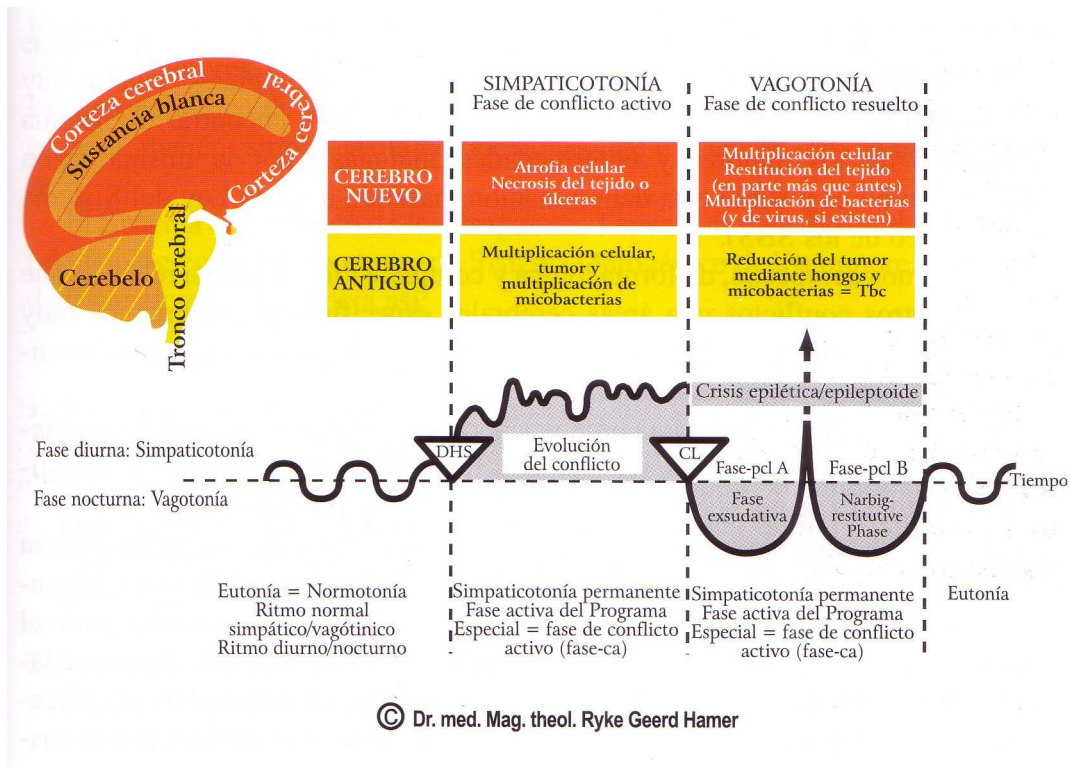 Corteza cerebral
Corteza cerebral
Corteza cerebral
Sustancia blanca
Cerebelo
Tronco cerebral
SIMPATICOTONÍA
Fase de conflicto activo
VAGOTONÍA
Fase de conflicto resuelto
CEREBRO
NUEVO
Atrofia celular
Necrosis del tejido o
úlceras
Multiplicación celular
Restitución del tejido
(en parte más que antes)
Multiplicación de bacterias
(y de virus, si existen)
CEREBRO
ANTIGUO
Multiplicación celular,
tumor y
multiplicación de
micobacterias
Reducción del tumor
mediante hongos y
micobacterias = Tbc
Crisis epilética/epileptoide
Fase diurna: Simpaticotonía
Fase nocturna: Vagotonía
DHS
Evolución
del conflicto
CL
Fase-pcl A
Fase-pcl B
Fase
exsudativa
Narbig-
restitutive
Phase
Tiempo
Eutonía = Normotonía
Ritmo normal
simpático/vagótinico
Ritmo diurno/nocturno
Simpaticotonía permanente
Fase activa del Programa
Especial = fase de conflicto
activo (fase-ca)
Simpaticotonía permanente
Fase activa del Programa
Especial = fase de conflicto
activo (fase-ca)
Eutonía
© Dr. med. Mag. theol. Ryke Geerd Hamer